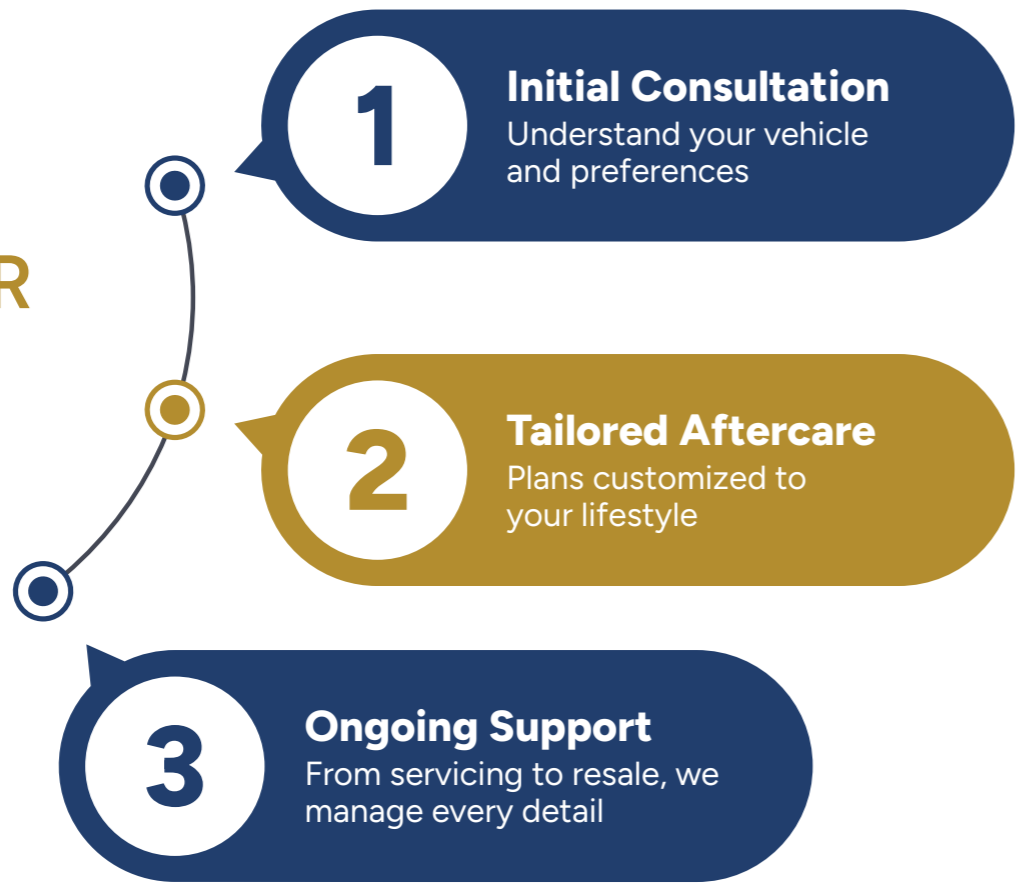 1
Initial Consultation
Understand your vehicle
and preferences
R
2
Tailored Aftercare
Plans customized to
your lifestyle
3
Ongoing Support
From servicing to resale, we
manage every detail